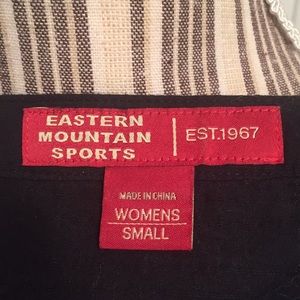 EASTERN
MOUNTAIN
SPORTS
EST.1967
MADE IN CHINA
WOMENS
SMALL